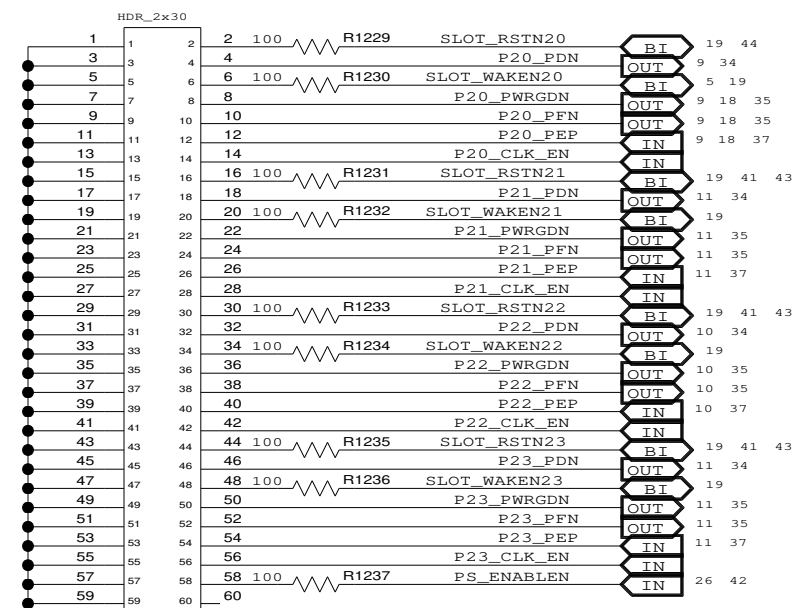 HDR_2x30
1 1 2 2 100 R1229 SLOT_RSTN20 BI 19 44
3 3 4 4 P20_PDN OUT 9 34
5 5 6 6 100 R1230 SLOT_WAKEN20 BI 5 19
7 7 8 8 P20_PWRGDN OUT 9 18 35
9 9 10 10 P20_PFN OUT 9 18 35
11 11 12 12 P20_PEP IN 9 18 37
13 13 14 14 P20_CLK_EN IN
15 15 16 16 100 R1231 SLOT_RSTN21 BI 19 41 43
17 17 18 18 P21_PDN OUT 11 34
19 19 20 20 100 R1232 SLOT_WAKEN21 BI 19
21 21 22 22 P21_PWRGDN OUT 11 35
23 23 24 24 P21_PFN OUT 11 35
25 25 26 26 P21_PEP IN 11 37
27 27 28 28 P21_CLK_EN IN
29 29 30 30 100 R1233 SLOT_RSTN22 BI 19 41 43
31 31 32 32 P22_PDN OUT 10 34
33 33 34 34 100 R1234 SLOT_WAKEN22 BI 19
35 35 36 36 P22_PWRGDN OUT 10 35
37 37 38 38 P22_PFN OUT 10 35
39 39 40 40 P22_PEP IN 10 37
41 41 42 42 P22_CLK_EN IN
43 43 44 44 100 R1235 SLOT_RSTN23 BI 19 41 43
45 45 46 46 P23_PDN OUT 11 34
47 47 48 48 100 R1236 SLOT_WAKEN23 BI 19
49 49 50 50 P23_PWRGDN OUT 11 35
51 51 52 52 P23_PFN OUT 11 35
53 53 54 54 P23_PEP IN 11 37
55 55 56 56 P23_CLK_EN IN
57 57 58 58 100 R1237 PS_ENABLEN IN 26 42
59 59 60 60